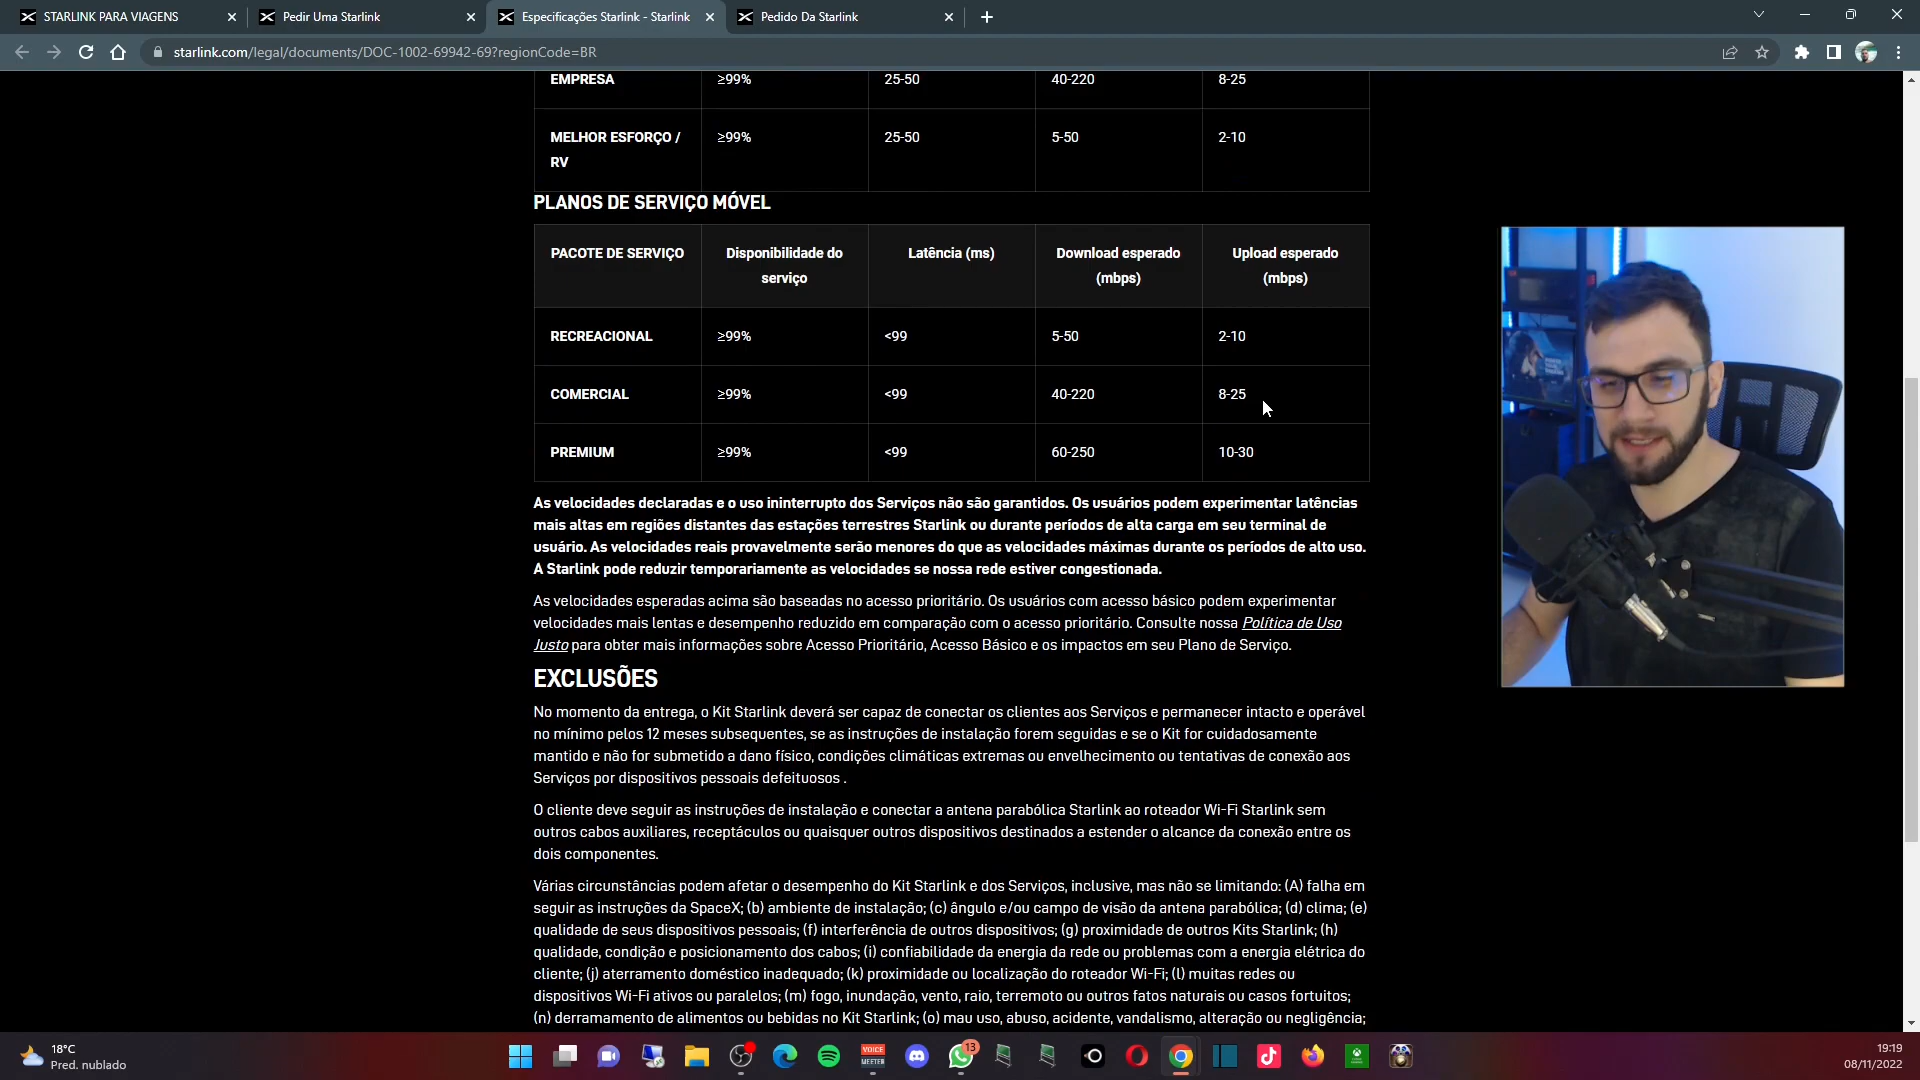 STARLINK PARA VIAGENS
Pedir Uma Starlink
Especificações Starlink - Starlink
Pedido Da Starlink
starlink.com/legal/documents/DOC-1002-69942-69?regionCode=BR
EMPRESA ≥99% 25-50 40-220 8-25
MELHOR ESFORÇO / ≥99% 25-50 5-50 2-10
RV
PLANOS DE SERVIÇO MÓVEL
PACOTE DE SERVIÇO Disponibilidade do Latência (ms) Download esperado Upload esperado
serviço (mbps) (mbps)
RECREACIONAL ≥99% <99 5-50 2-10
COMERCIAL ≥99% <99 40-220 8-25
PREMIUM ≥99% <99 60-250 10-30
As velocidades declaradas e o uso ininterrupto dos Serviços não são garantidos. Os usuários podem experimentar latências
mais altas em regiões distantes das estações terrestres Starlink ou durante períodos de alta carga em seu terminal de
usuário. As velocidades reais provavelmente serão menores do que as velocidades máximas durante os períodos de alto uso.
A Starlink pode reduzir temporariamente as velocidades se nossa rede estiver congestionada.
As velocidades esperadas acima são baseadas no acesso prioritário. Os usuários com acesso básico podem experimentar
velocidades mais lentas e desempenho reduzido em comparação com o acesso prioritário. Consulte nossa Política de Uso
Justo para obter mais informações sobre Acesso Prioritário, Acesso Básico e os impactos em seu Plano de Serviço.
EXCLUSÕES
No momento da entrega, o Kit Starlink deverá ser capaz de conectar os clientes aos Serviços e permanecer intacto e operável
no mínimo pelos 12 meses subsequentes, se as instruções de instalação forem seguidas e se o Kit for cuidadosamente
mantido e não for submetido a dano físico, condições climáticas extremas ou envelhecimento ou tentativas de conexão aos
Serviços por dispositivos pessoais defeituosos .
O cliente deve seguir as instruções de instalação e conectar a antena parabólica Starlink ao roteador Wi-Fi Starlink sem
outros cabos auxiliares, receptáculos ou quaisquer outros dispositivos destinados a estender o alcance da conexão entre os
dois componentes.
Várias circunstâncias podem afetar o desempenho do Kit Starlink e dos Serviços, inclusive, mas não se limitando: (A) falha em
seguir as instruções da SpaceX; (b) ambiente de instalação; (c) ângulo e/ou campo de visão da antena parabólica; (d) clima; (e)
qualidade de seus dispositivos pessoais; (f) interferência de outros dispositivos; (g) proximidade de outros Kits Starlink; (h)
qualidade, condição e posicionamento dos cabos; (i) confiabilidade da energia da rede ou problemas com a energia elétrica do
cliente; (j) aterramento doméstico inadequado; (k) proximidade ou localização do roteador Wi-Fi; (l) muitas redes ou
dispositivos Wi-Fi ativos ou paralelos; (m) fogo, inundação, vento, raio, terremoto ou outros fatos naturais ou casos fortuitos;
(n) derramamento de alimentos ou bebidas no Kit Starlink; (o) mau uso, abuso, acidente, vandalismo, alteração ou negligência;
18°C
Pred. nublado
VOICE
MEETER
13
19:19
08/11/2022